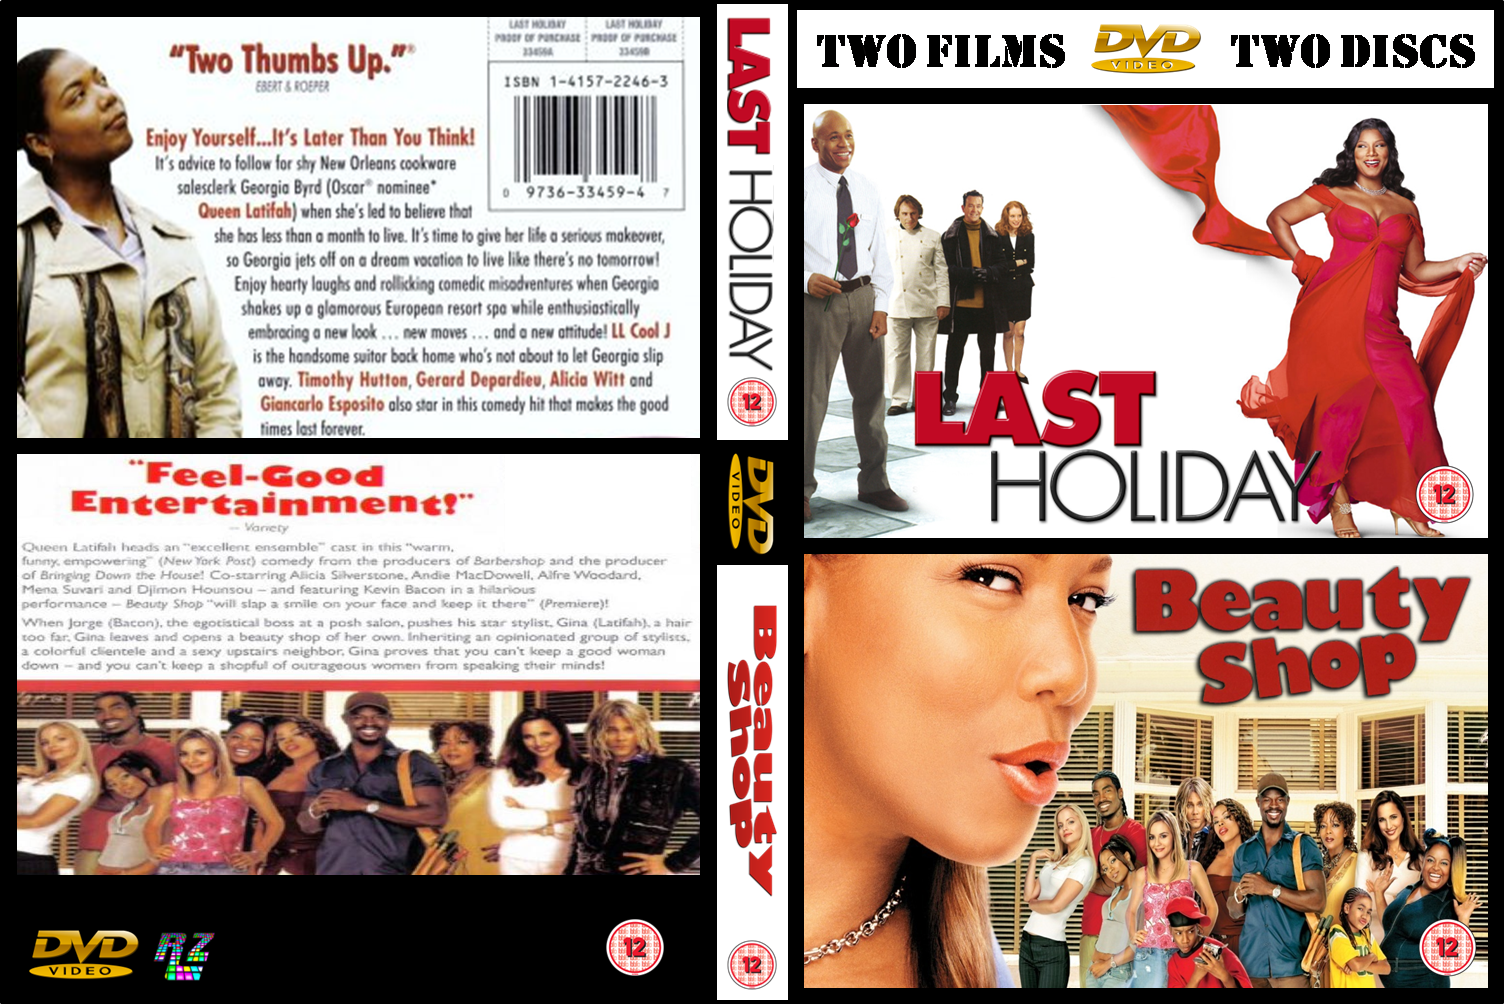 “Two Thumbs Up.”®
EBERT & ROEPER
LAST HOLIDAY
PROOF OF PURCHASE
33459A
LAST HOLIDAY
PROOF OF PURCHASE
33459B
ISBN 1-4157-2246-3
0 9736-33459-4 7
Enjoy Yourself...It's Later Than You Think!
It's advice to follow for shy New Orleans cookware
salesclerk Georgia Byrd (Oscar® nominee*
Queen Latifah) when she's led to believe that
she has less than a month to live. It's time to give her life a serious makeover,
so Georgia jets off on a dream vacation to live like there's no tomorrow!
Enjoy hearty laughs and rollicking comedic misadventures when Georgia
shakes up a glamorous European resort spa while enthusiastically
embracing a new look ... new moves ... and a new attitude! LL Cool J
is the handsome suitor back home who's not about to let Georgia slip
away. Timothy Hutton, Gerard Depardieu, Alicia Witt and
Giancarlo Esposito also star in this comedy hit that makes the good
times last forever.
"Feel-Good
Entertainment!"
– Variety
Queen Latifah heads an "excellent ensemble" cast in this "warm,
funny, empowering" (New York Post) comedy from the producers of Barbershop and the producer
of Bringing Down the House! Co-starring Alicia Silverstone, Andie MacDowell, Alfre Woodard,
Mena Suvari and Djimon Hounsou – and featuring Kevin Bacon in a hilarious
performance – Beauty Shop "will slap a smile on your face and keep it there" (Premiere)!
When Jorge (Bacon), the egotistical boss at a posh salon, pushes his star stylist, Gina (Latifah), a hair
too far, Gina leaves and opens a beauty shop of her own. Inheriting an opinionated group of stylists,
a colorful clientele and a sexy upstairs neighbor, Gina proves that you can't keep a good woman
down – and you can't keep a shopful of outrageous women from speaking their minds!
DVD
VIDEO
RZ
12
LAST HOLIDAY
12
DVD
VIDEO
Beauty
Shop
12
TWO FILMS
DVD
VIDEO
TWO DISCS
LAST
HOLIDAY
12
Beauty
Shop
12